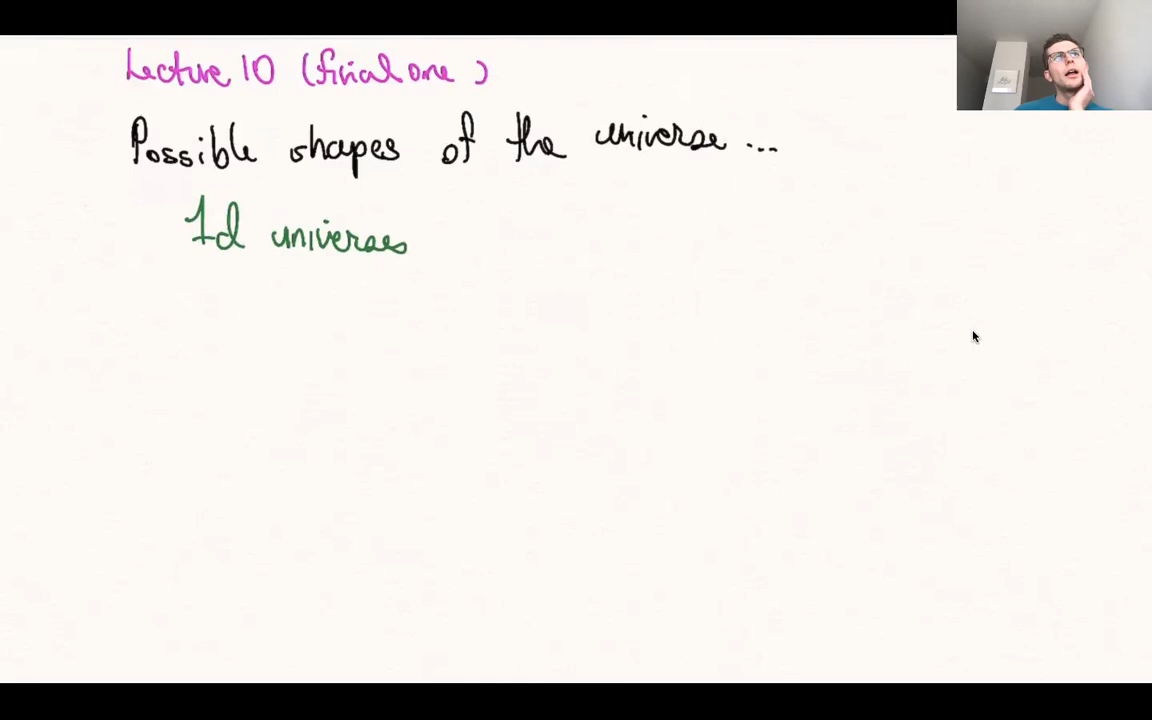 Lecture 10 (final one)
Possible shapes of the universe...
1d universes